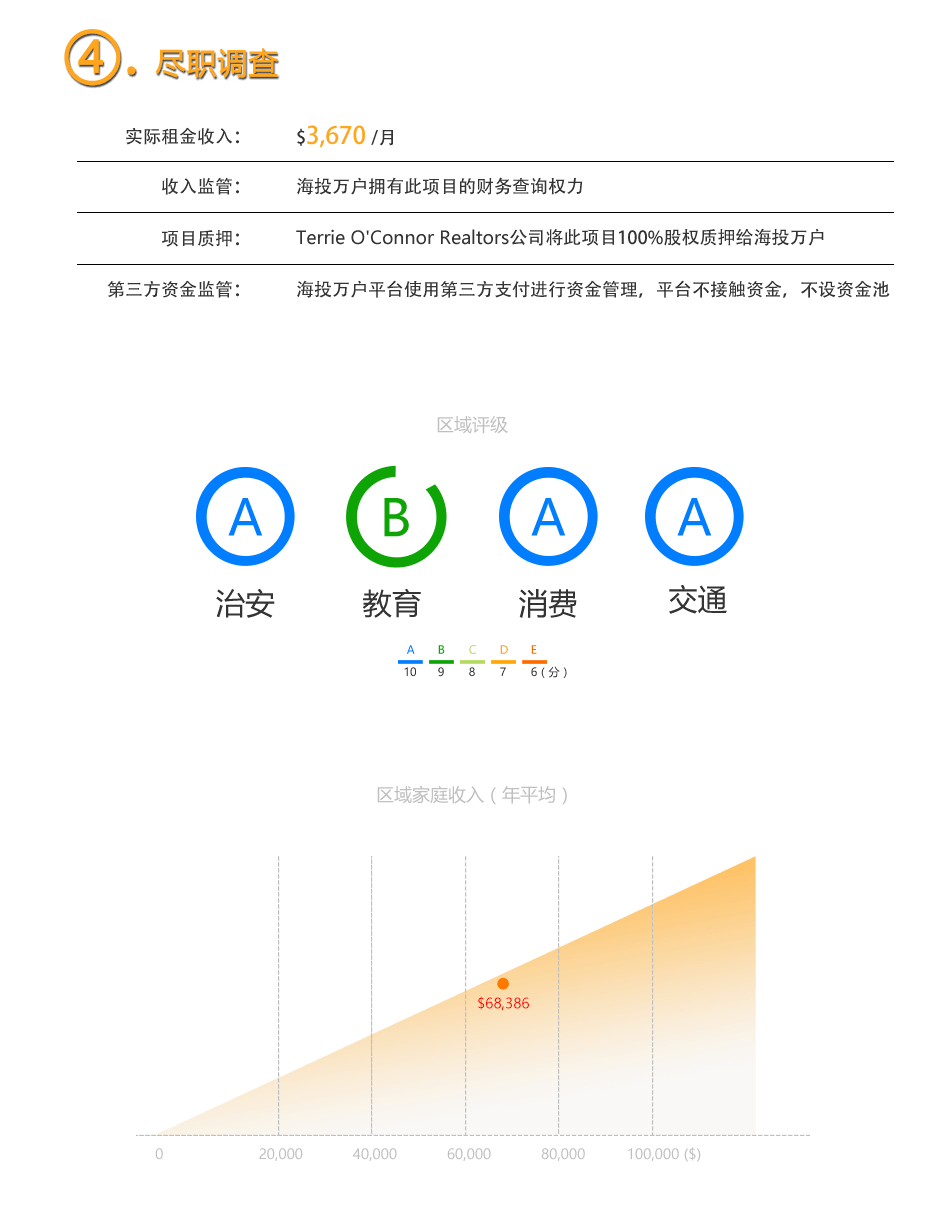 ④. 尽职调查
实际租金收入: $3,670 /月
收入监管: 海投万户拥有此项目的财务查询权力
项目质押: Terrie O'Connor Realtors公司将此项目100%股权质押给海投万户
第三方资金监管: 海投万户平台使用第三方支付进行资金管理, 平台不接触资金, 不设资金池
区域评级
A B A A
治安 教育 消费 交通
A B C D E
10 9 8 7 6 ( 分 )
区域家庭收入 ( 年平均 )
$68,386
0 20,000 40,000 60,000 80,000 100,000 ($)